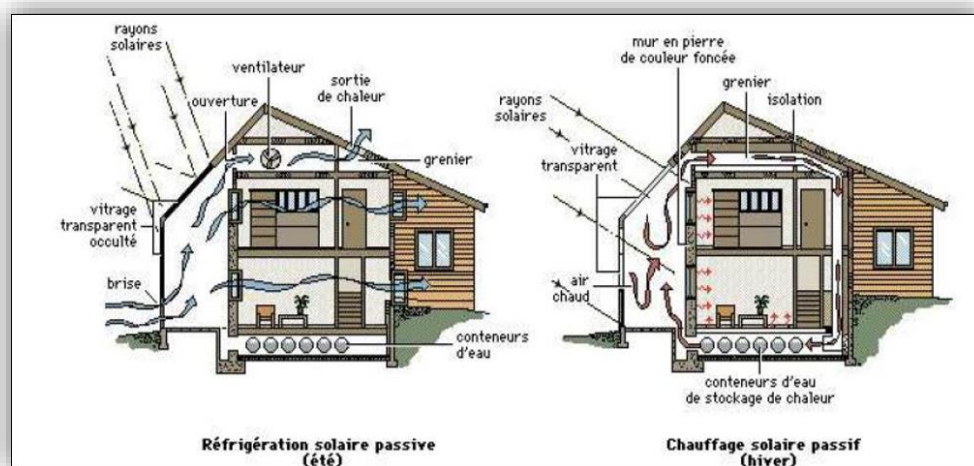 rayons
solaires
ventilateur
ouverture
sortie
de chaleur
grenier
vitrage
transparent
occulté
brise
conteneurs
d'eau
Réfrigération solaire passive
(été)
mur en pierre
de couleur foncée
grenier
isolation
rayons
solaires
vitrage
transparent
air
chaud
conteneurs d'eau
de stockage de chaleur
Chauffage solaire passif
(hiver)